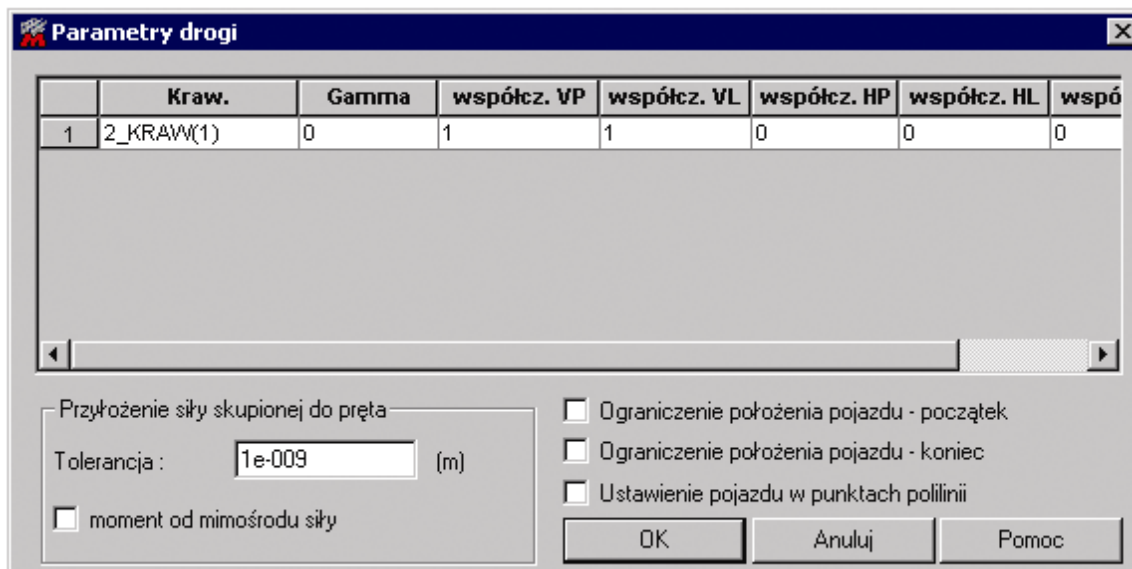 Parametry drogi
Kraw. Gamma współcz. VP współcz. VL współcz. HP współcz. HL wspó
1 2_KRAW(1) 0 1 1 0 0 0
Przyłożenie siły skupionej do pręta
Tolerancja : 1e-009 (m)
moment od mimośrodu siły
Ograniczenie położenia pojazdu - początek
Ograniczenie położenia pojazdu - koniec
Ustawienie pojazdu w punktach polilinii
OK Anuluj Pomoc